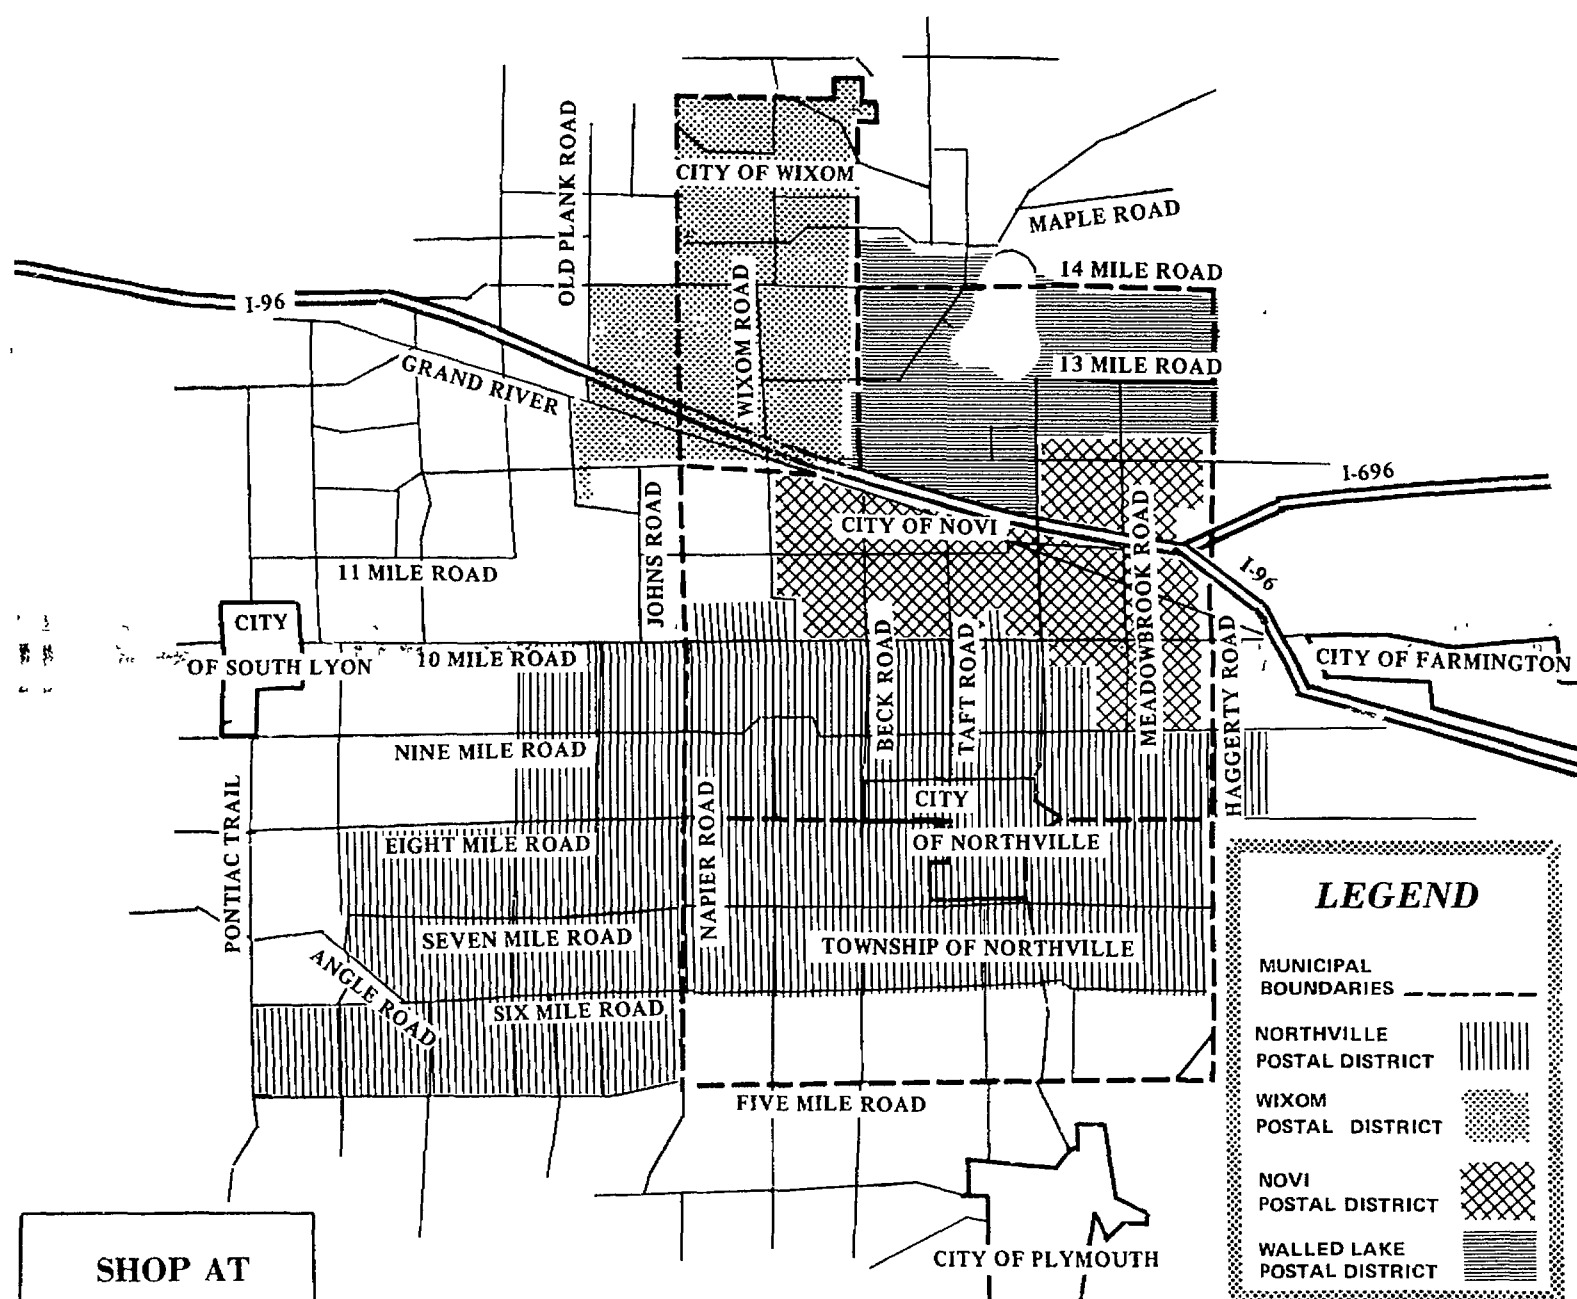 OLD PLANK ROAD
CITY OF WIXOM
MAPLE ROAD
14 MILE ROAD
I-96
WIXOM ROAD
GRAND RIVER
13 MILE ROAD
I-696
CITY OF NOVI
JOHNS ROAD
MEADOWBROOK ROAD
11 MILE ROAD
I-96
CITY
OF SOUTH LYON
10 MILE ROAD
BECK ROAD
TAFT ROAD
HAGGERTY ROAD
CITY OF FARMINGTON
NINE MILE ROAD
PONTIAC TRAIL
NAPIER ROAD
CITY
OF NORTHVILLE
EIGHT MILE ROAD
SEVEN MILE ROAD
TOWNSHIP OF NORTHVILLE
ANGLE ROAD
SIX MILE ROAD
FIVE MILE ROAD
CITY OF PLYMOUTH
SHOP AT
LEGEND
MUNICIPAL
BOUNDARIES
NORTHVILLE
POSTAL DISTRICT
WIXOM
POSTAL DISTRICT
NOVI
POSTAL DISTRICT
WALLED LAKE
POSTAL DISTRICT